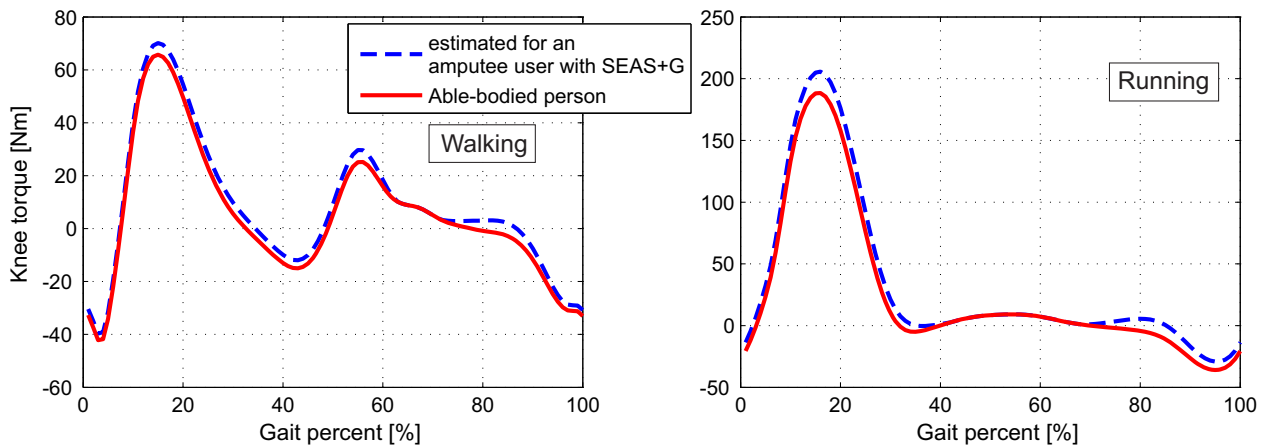 80
60
40
20
0
-20
-40
-60
Knee torque [Nm]
0 20 40 60 80 100
Gait percent [%]
estimated for an
amputee user with SEAS+G
Able-bodied person
Walking
250
200
150
100
50
0
-50
Running
0 20 40 60 80 100
Gait percent [%]